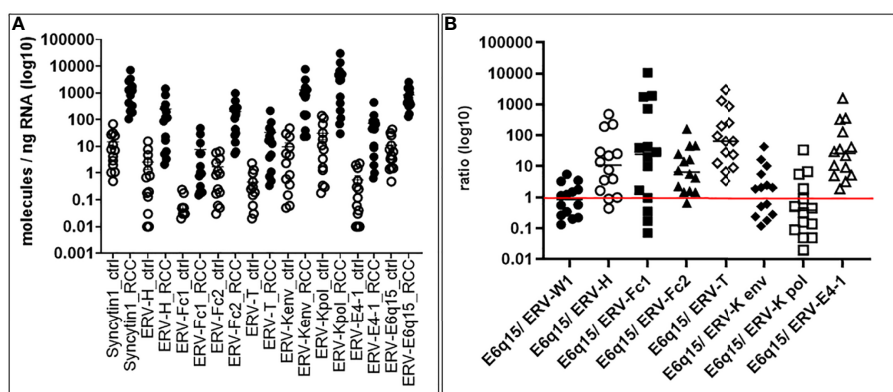 A
molecules / ng RNA (log10)
100000
10000
1000
100
10
1
0.1
0.01
0.001
Syncytin1_ctrl
Syncytin1_RCC
ERV-H_ctrl
ERV-H_RCC
ERV-Fc1_ctrl
ERV-Fc1_RCC
ERV-Fc2_ctrl
ERV-Fc2_RCC
ERV-T_ctrl
ERV-T_RCC
ERV-Kenv_ctrl
ERV-Kenv_RCC
ERV-Kpol_ctrl
ERV-Kpol_RCC
ERV-E4-1_ctrl
ERV-E4-1_RCC
ERV-E6q15_ctrl
ERV-E6q15_RCC
B
ratio (log10)
100000
10000
1000
100
10
1
0.1
0.01
E6q15/ ERV-W1
E6q15/ ERV-H
E6q15/ ERV-Fc1
E6q15/ ERV-Fc2
E6q15/ ERV-T
E6q15/ ERV-K env
E6q15/ ERV-K pol
E6q15/ ERV-E4-1